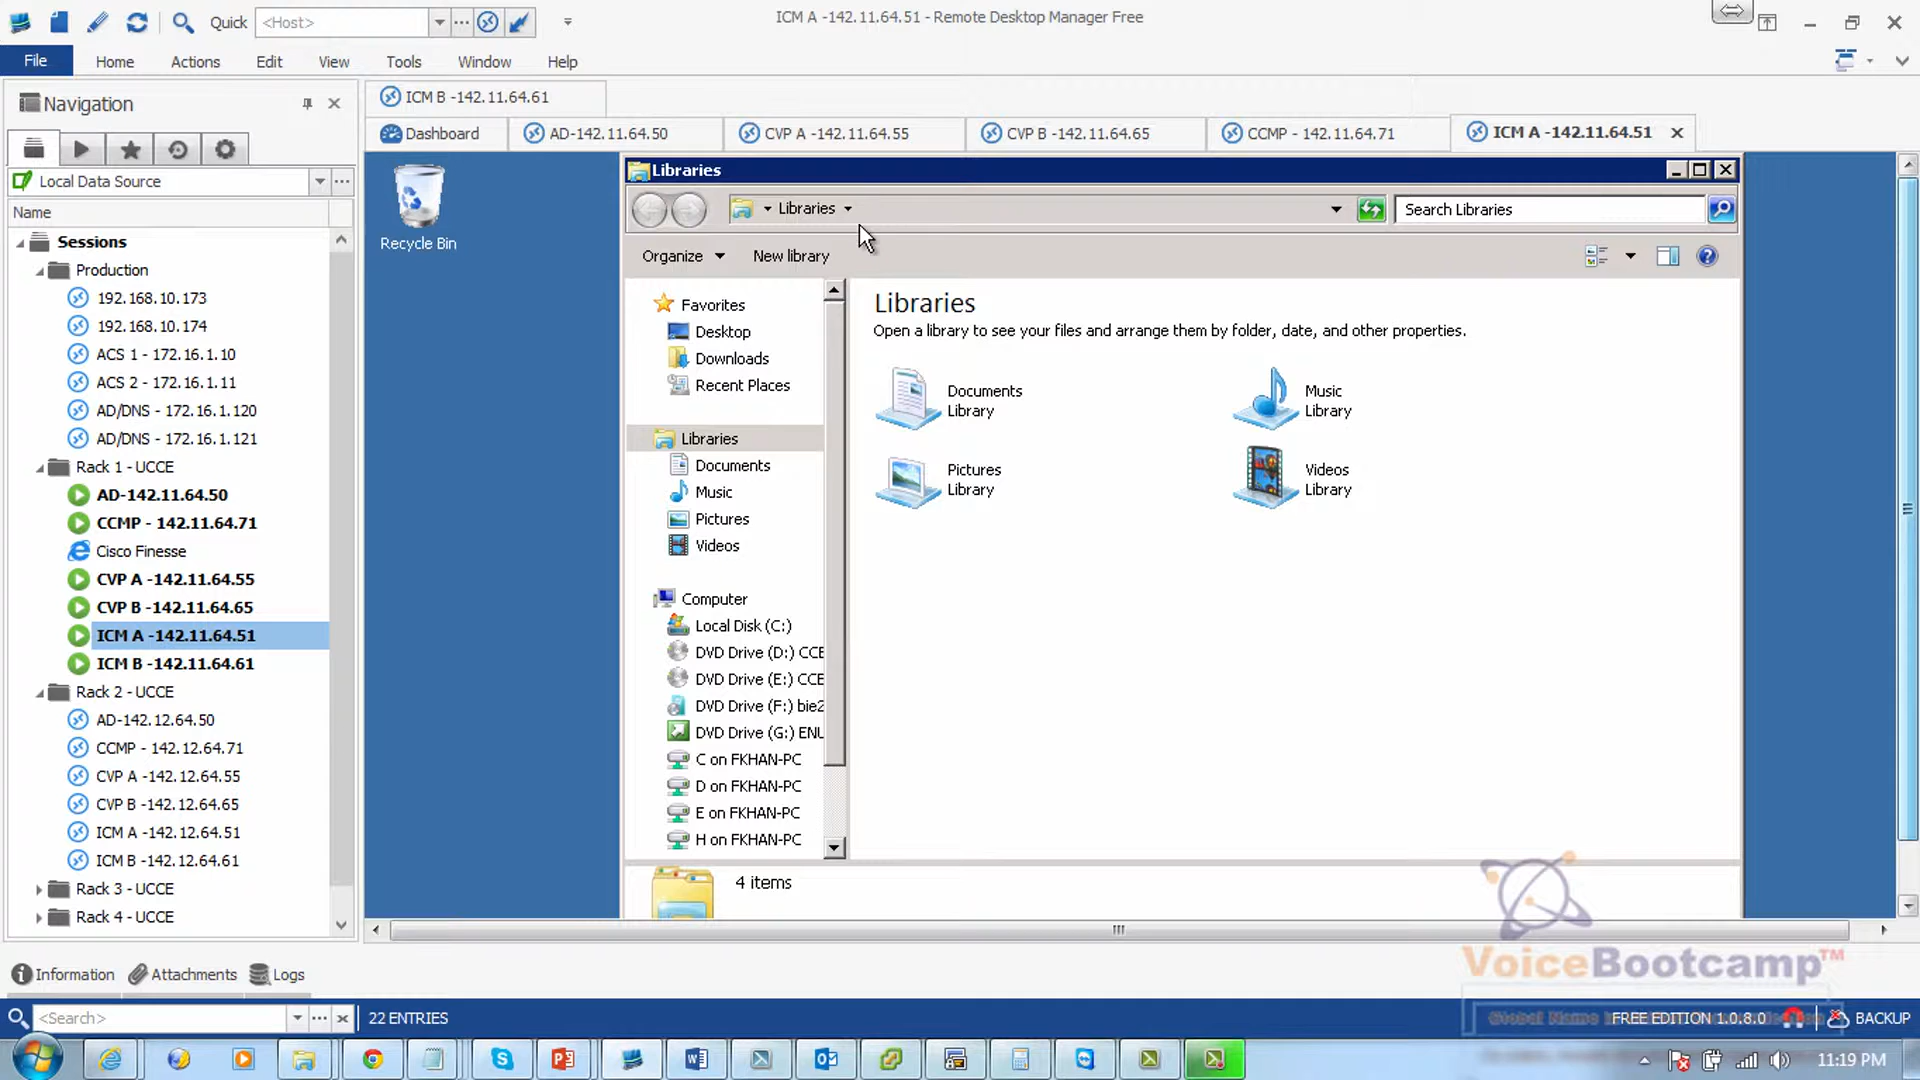 Quick
<Host>
ICM A -142.11.64.51 - Remote Desktop Manager Free
File
Home
Actions
Edit
View
Tools
Window
Help
Navigation
ICM B -142.11.64.61
Dashboard
AD-142.11.64.50
CVP A -142.11.64.55
CVP B -142.11.64.65
CCMP - 142.11.64.71
ICM A -142.11.64.51
Local Data Source
Name
Sessions
Production
192.168.10.173
192.168.10.174
ACS 1 - 172.16.1.10
ACS 2 - 172.16.1.11
AD/DNS - 172.16.1.120
AD/DNS - 172.16.1.121
Rack 1 - UCCE
AD-142.11.64.50
CCMP - 142.11.64.71
Cisco Finesse
CVP A -142.11.64.55
CVP B -142.11.64.65
ICM A -142.11.64.51
ICM B -142.11.64.61
Rack 2 - UCCE
AD-142.12.64.50
CCMP - 142.12.64.71
CVP A -142.12.64.55
CVP B -142.12.64.65
ICM A -142.12.64.51
ICM B -142.12.64.61
Rack 3 - UCCE
Rack 4 - UCCE
Recycle Bin
Libraries
Libraries
Search Libraries
Organize
New library
Favorites
Desktop
Downloads
Recent Places
Libraries
Documents
Music
Pictures
Videos
Computer
Local Disk (C:)
DVD Drive (D:) CCE
DVD Drive (E:) CCE
DVD Drive (F:) bie2
DVD Drive (G:) ENU
C on FKHAN-PC
D on FKHAN-PC
E on FKHAN-PC
H on FKHAN-PC
Libraries
Open a library to see your files and arrange them by folder, date, and other properties.
Documents
Library
Music
Library
Pictures
Library
Videos
Library
4 items
VoiceBootcamp™
Information
Attachments
Logs
<Search>
22 ENTRIES
FREE EDITION 1.0.8.0
BACKUP
11:19 PM